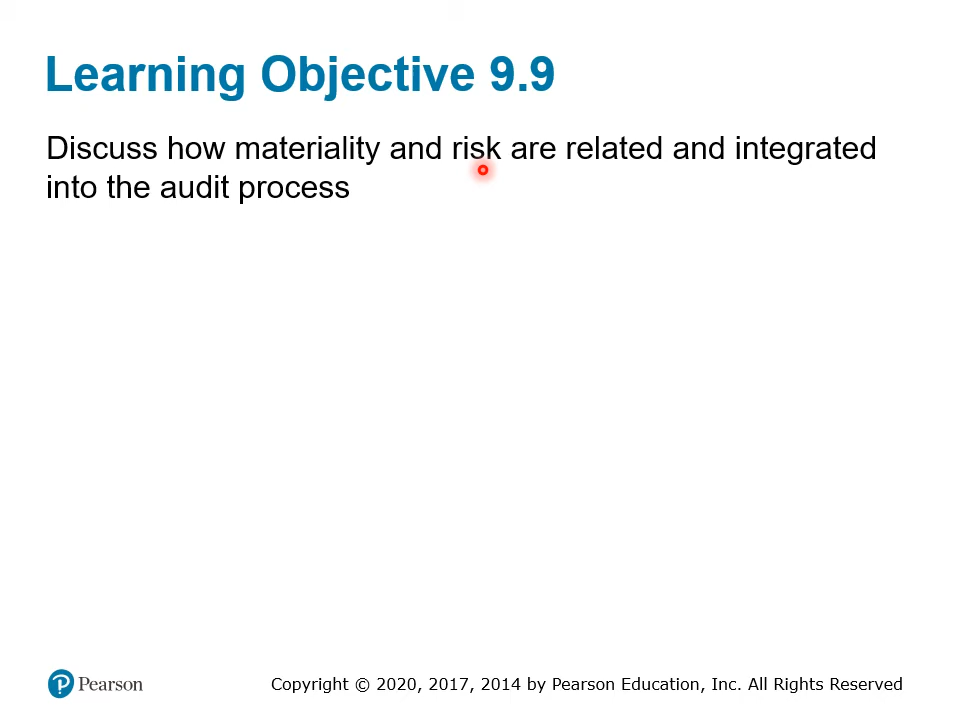 Learning Objective 9.9
Discuss how materiality and risk are related and integrated
into the audit process
Pearson
Copyright © 2020, 2017, 2014 by Pearson Education, Inc. All Rights Reserved